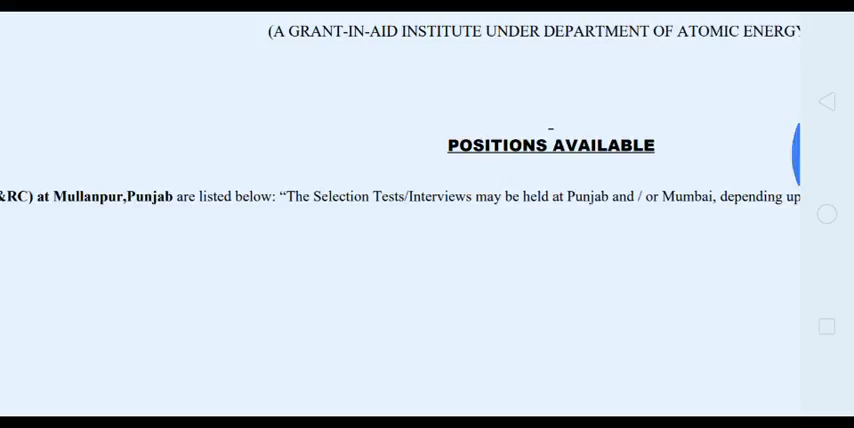 (A GRANT-IN-AID INSTITUTE UNDER DEPARTMENT OF ATOMIC ENERGY
POSITIONS AVAILABLE
&RC) at Mullanpur,Punjab are listed below: “The Selection Tests/Interviews may be held at Punjab and / or Mumbai, depending up